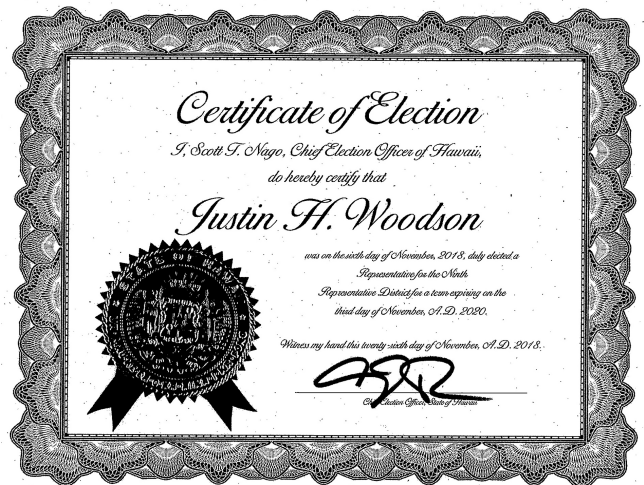 Certificate of Election
I, Scott T. Nago, Chief Election Officer of Hawaii,
do hereby certify that
Justin H. Woodson
was on the sixth day of November, 2018, duly elected a
Representative for the Ninth
Representative District for a term expiring on the
third day of November, A.D. 2020.
Witness my hand this twenty-sixth day of November, A.D. 2018.
Chief Election Officer, State of Hawaii
STATE OF